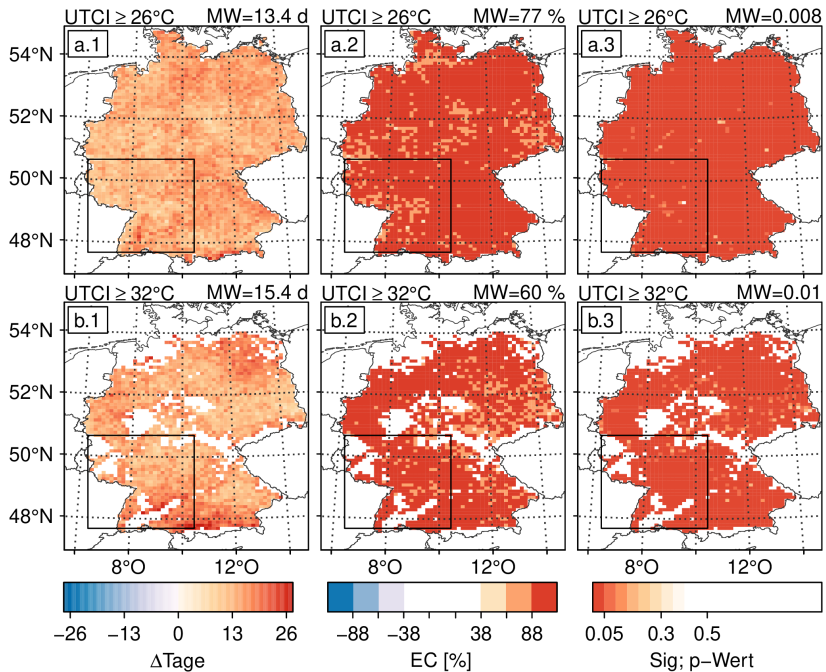 UTCI ≥ 26°C MW=13.4 d UTCI ≥ 26°C MW=77 % UTCI ≥ 26°C MW=0.008
54°N a.1 a.2 a.3
52°N
50°N
48°N
UTCI ≥ 32°C MW=15.4 d UTCI ≥ 32°C MW=60 % UTCI ≥ 32°C MW=0.01
54°N b.1 b.2 b.3
52°N
50°N
48°N
8°O 12°O 8°O 12°O 8°O 12°O
−26 −13 0 13 26 −88 −38 38 88 0.05 0.3 0.5
ΔTage EC [%] Sig; p−Wert